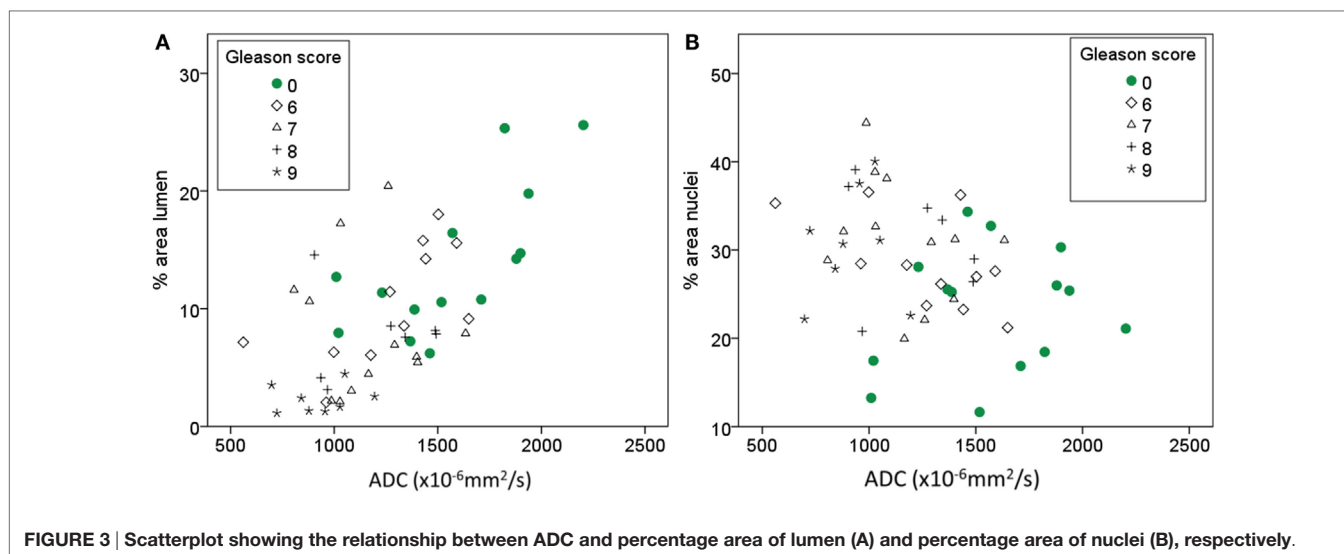 A
Gleason score
0
6
7
8
9
30
20
10
0
% area lumen
500 1000 1500 2000 2500
ADC (x10-6mm2/s)
B
Gleason score
0
6
7
8
9
50
40
30
20
10
% area nuclei
500 1000 1500 2000 2500
ADC (x10-6mm2/s)
FIGURE 3 | Scatterplot showing the relationship between ADC and percentage area of lumen (A) and percentage area of nuclei (B), respectively.